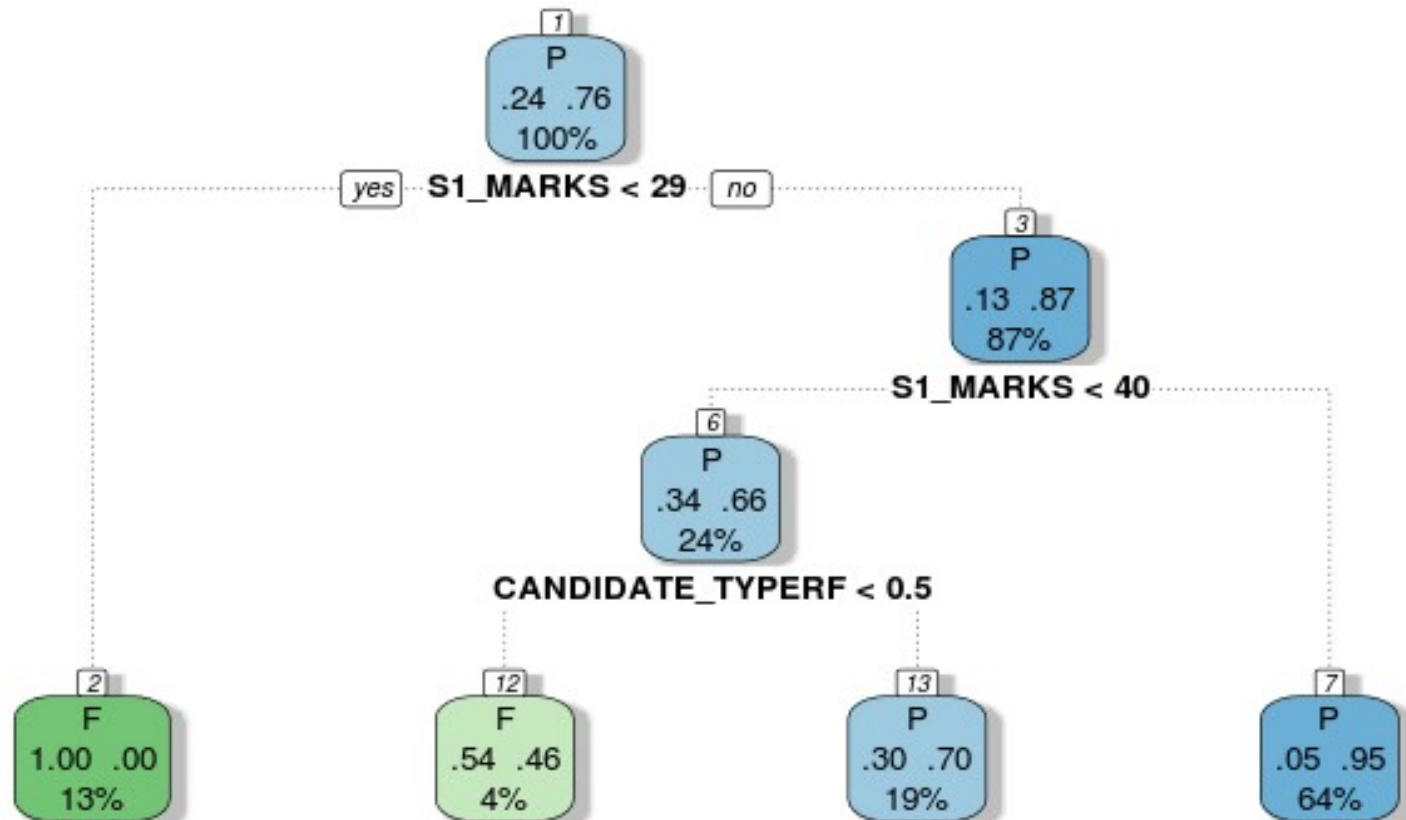 1
P
.24 .76
100%
yes S1_MARKS < 29 no
3
P
.13 .87
87%
S1_MARKS < 40
6
P
.34 .66
24%
CANDIDATE_TYPERF < 0.5
2
F
1.00 .00
13%
12
F
.54 .46
4%
13
P
.30 .70
19%
7
P
.05 .95
64%